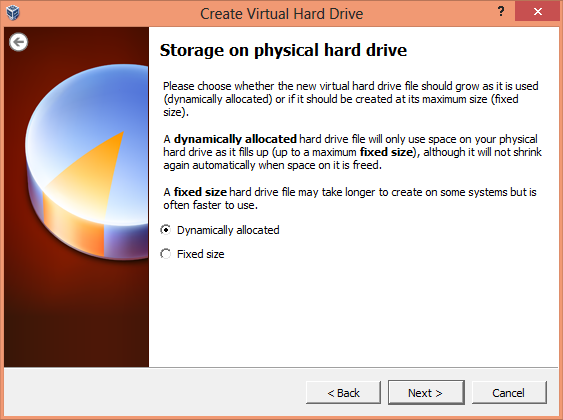 Create Virtual Hard Drive
?
Storage on physical hard drive
Please choose whether the new virtual hard drive file should grow as it is used
(dynamically allocated) or if it should be created at its maximum size (fixed
size).
A dynamically allocated hard drive file will only use space on your physical
hard drive as it fills up (up to a maximum fixed size), although it will not shrink
again automatically when space on it is freed.
A fixed size hard drive file may take longer to create on some systems but is
often faster to use.
Dynamically allocated
Fixed size
< Back
Next >
Cancel